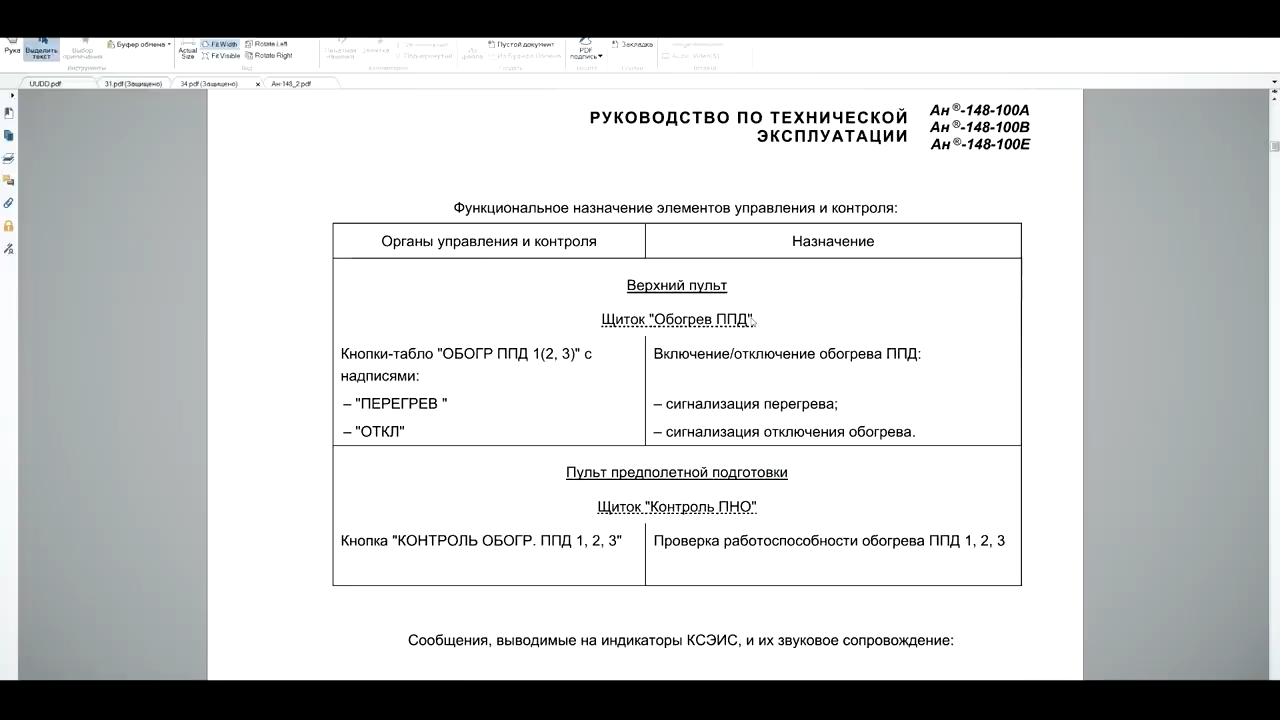 Рука
Выделить текст
Выбор примечания
Инструменты
Буфер обмена
Actual Size
Fit Width
Fit Visible
Rotate Left
Rotate Right
Вид
Пустой документ
PDF подпись
Закладка
UUDD.pdf
31.pdf (Защищено)
34.pdf (Защищено)
x
Ан-148_2.pdf
РУКОВОДСТВО ПО ТЕХНИЧЕСКОЙ
ЭКСПЛУАТАЦИИ
Ан®-148-100А
Ан®-148-100В
Ан®-148-100Е
Функциональное назначение элементов управления и контроля:
Органы управления и контроля
Назначение
Верхний пульт
Щиток "Обогрев ППД"
Кнопки-табло "ОБОГР ППД 1(2, 3)" с
надписями:
Включение/отключение обогрева ППД:
– "ПЕРЕГРЕВ "
– сигнализация перегрева;
– "ОТКЛ"
– сигнализация отключения обогрева.
Пульт предполетной подготовки
Щиток "Контроль ПНО"
Кнопка "КОНТРОЛЬ ОБОГР. ППД 1, 2, 3"
Проверка работоспособности обогрева ППД 1, 2, 3
Сообщения, выводимые на индикаторы КСЭИС, и их звуковое сопровождение: